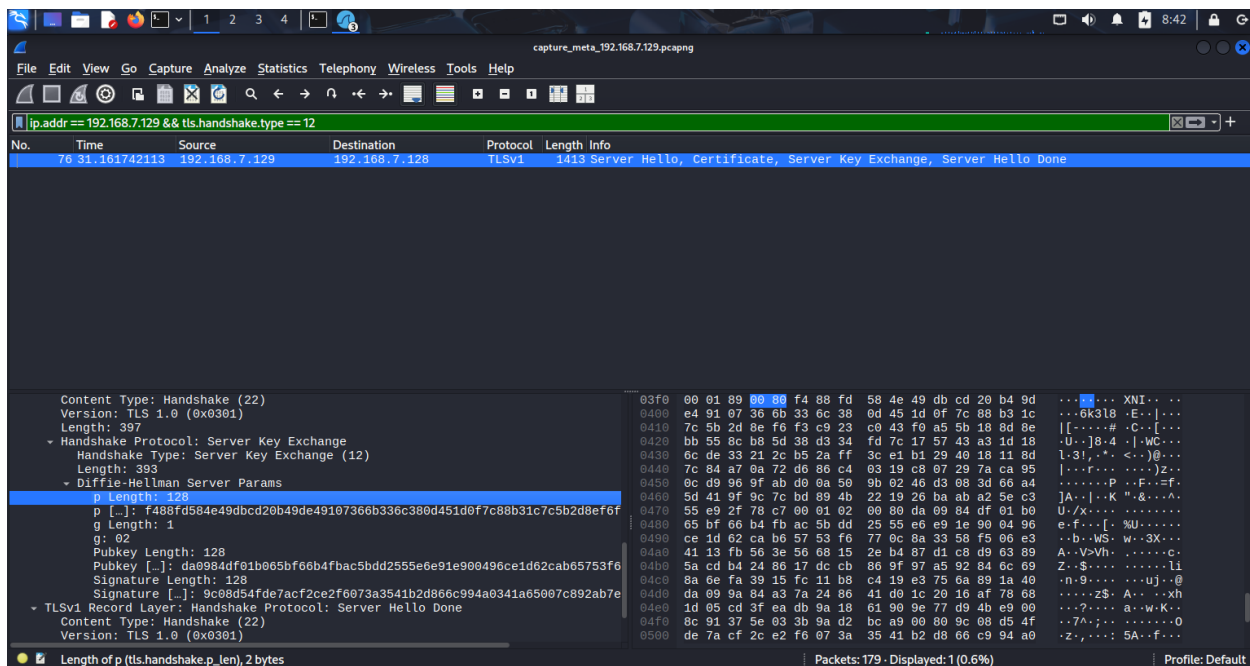 1 2 3 4 3 8:42
capture_meta_192.168.7.129.pcapng
File Edit View Go Capture Analyze Statistics Telephony Wireless Tools Help
ip.addr == 192.168.7.129 && tls.handshake.type == 12
No. Time Source Destination Protocol Length Info
76 31.161742113 192.168.7.129 192.168.7.128 TLSv1 1413 Server Hello, Certificate, Server Key Exchange, Server Hello Done
Content Type: Handshake (22)
Version: TLS 1.0 (0x0301)
Length: 397
Handshake Protocol: Server Key Exchange
Handshake Type: Server Key Exchange (12)
Length: 393
Diffie-Hellman Server Params
p Length: 128
p […]: f488fd584e49dbcd20b49de49107366b336c380d451d0f7c88b31c7c5b2d8ef6f
g Length: 1
g: 02
Pubkey Length: 128
Pubkey […]: da0984df01b065bf66b4fbac5bdd2555e6e91e900496ce1d62cab65753f6
Signature Length: 128
Signature […]: 9c08d54fde7acf2ce2f6073a3541b2d866c994a0341a65007c892ab7e
TLSv1 Record Layer: Handshake Protocol: Server Hello Done
Content Type: Handshake (22)
Version: TLS 1.0 (0x0301)
03f0 00 01 89 00 80 f4 88 fd 58 4e 49 db cd 20 b4 9d
0400 e4 91 07 36 6b 33 6c 38 0d 45 1d 0f 7c 88 b3 1c
0410 7c 5b 2d 8e f6 f3 c9 23 c0 43 f0 a5 5b 18 8d 8e
0420 bb 55 8c b8 5d 38 d3 34 fd 7c 17 57 43 a3 1d 18
0430 6c de 33 21 2c b5 2a ff 3c e1 b1 29 40 18 11 8d
0440 7c 84 a7 0a 72 d6 86 c4 03 19 c8 07 29 7a ca 95
0450 0c d9 96 9f ab d0 0a 50 9b 02 46 d3 08 3d 66 a4
0460 5d 41 9f 9c 7c bd 89 4b 22 19 26 ba ab a2 5e c3
0470 55 e9 2f 78 c7 00 01 02 00 80 da 09 84 df 01 b0
0480 65 bf 66 b4 fb ac 5b dd 25 55 e6 e9 1e 90 04 96
0490 ce 1d 62 ca b6 57 53 f6 77 0c 8a 33 58 f5 06 e3
04a0 41 13 fb 56 3e 56 68 15 2e b4 87 d1 c8 d9 63 89
04b0 5a cd b4 24 86 17 dc cb 86 9f 97 a5 92 84 6c 69
04c0 8a 6e fa 39 15 fc 11 b8 c4 19 e3 75 6a 89 1a 40
04d0 da 09 9a 84 a3 7a 24 86 41 d0 1c 20 16 af 78 68
04e0 1d 05 cd 3f ea db 9a 18 61 90 9e 77 d9 4b e9 00
04f0 8c 91 37 5e 03 3b 9a d2 bc a9 00 80 9c 08 d5 4f
0500 de 7a cf 2c e2 f6 07 3a 35 41 b2 d8 66 c9 94 a0
Length of p (tls.handshake.p_len), 2 bytes
Packets: 179 · Displayed: 1 (0.6%)
Profile: Default